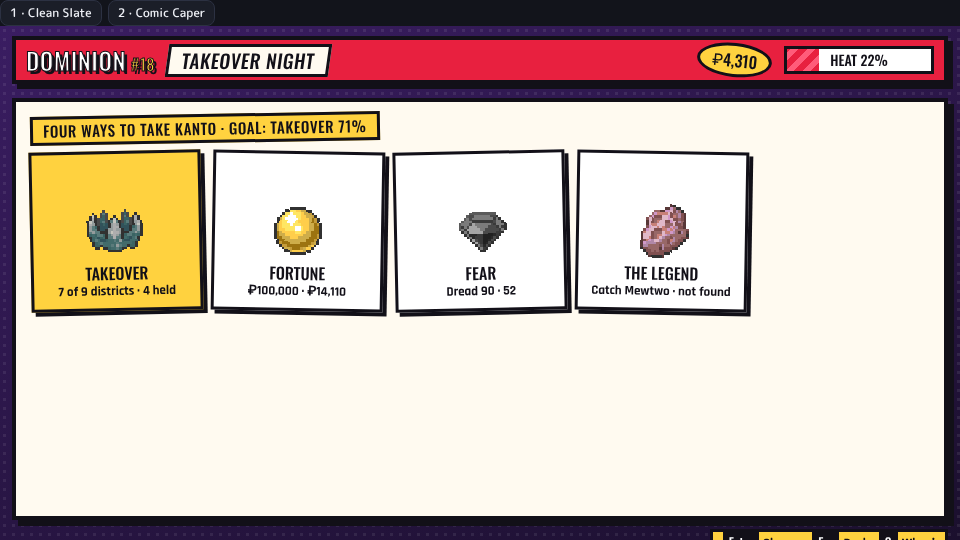 1 · Clean Slate
2 · Comic Caper
DOMINION #18
TAKEOVER NIGHT
₽4,310
HEAT 22%
FOUR WAYS TO TAKE KANTO · GOAL: TAKEOVER 71%
TAKEOVER
7 of 9 districts · 4 held
FORTUNE
₽100,000 · ₽14,110
FEAR
Dread 90 · 52
THE LEGEND
Catch Mewtwo · not found